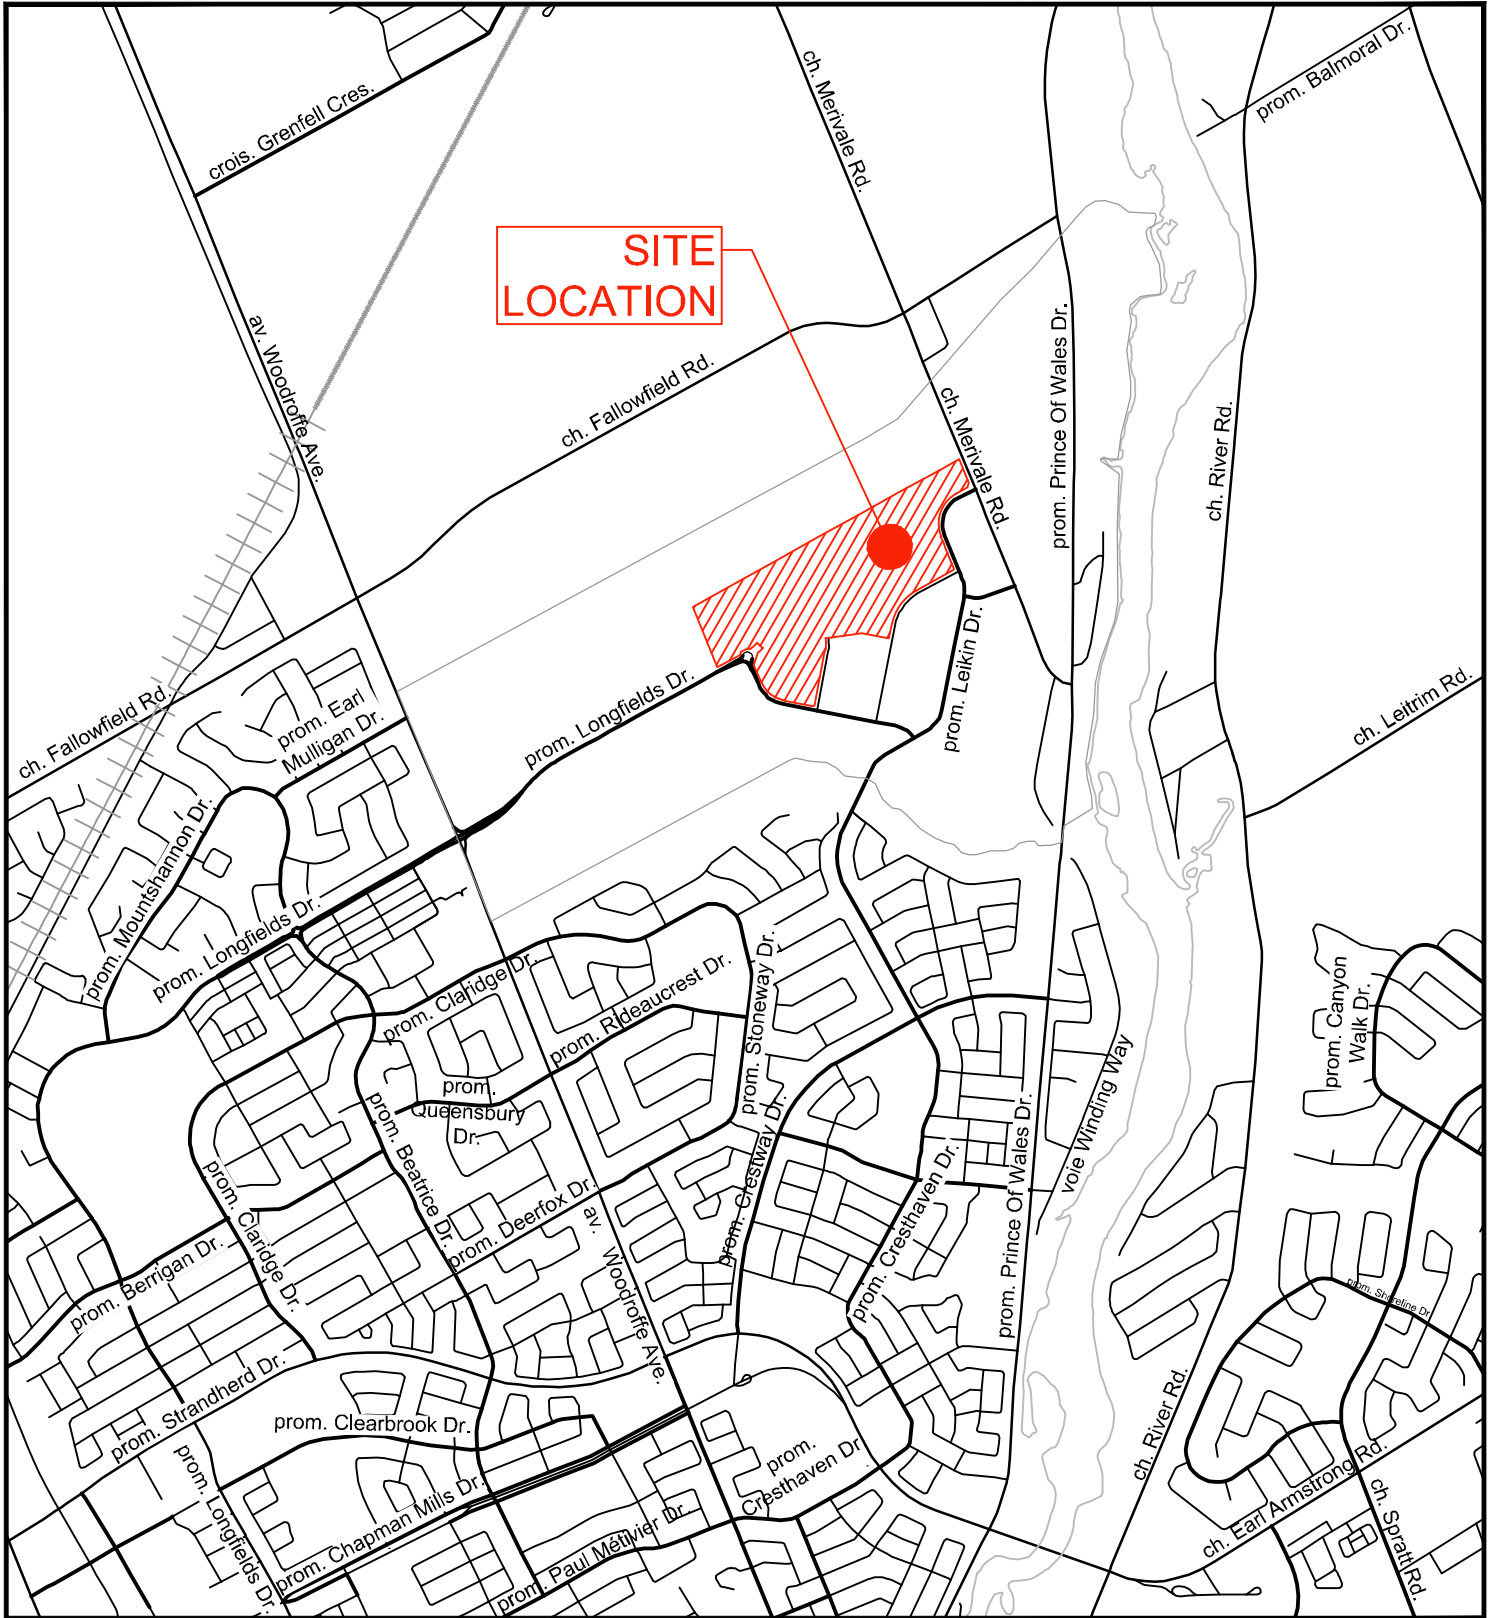 prom. Balmoral Dr.
ch. Merivale Rd.
crois. Grenfell Cres.
SITE
LOCATION
av. Woodroffe Ave.
ch. Fallowfield Rd.
prom. Prince Of Wales Dr.
ch. Merivale Rd.
ch. River Rd.
prom. Leikin Dr.
prom. Longfields Dr.
ch. Leitrim Rd.
ch. Fallowfield Rd.
prom. Earl
Mulligan Dr.
prom. Mountshannon Dr.
prom. Longfields Dr.
prom. Claridge Dr.
prom. Rideaucrest Dr.
prom. Stoneway Dr.
prom. Canyon
Walk Dr.
prom.
Queensbury
Dr.
voie Winding Way
prom. Beatrice Dr.
prom. Crestway Dr.
prom. Prince Of Wales Dr.
prom. Claridge Dr.
prom. Deerfox Dr.
prom. Cresthaven Dr.
av. Woodroffe Ave.
prom. Berrigan Dr.
prom. Shoreline Dr.
prom. Strandherd Dr.
prom. Clearbrook Dr.
ch. River Rd.
prom.
Cresthaven Dr.
prom. Longfields Dr.
prom. Chapman Mills Dr.
prom. Paul Métivier Dr.
ch. Earl Armstrong Rd.
ch. Spratt Rd.